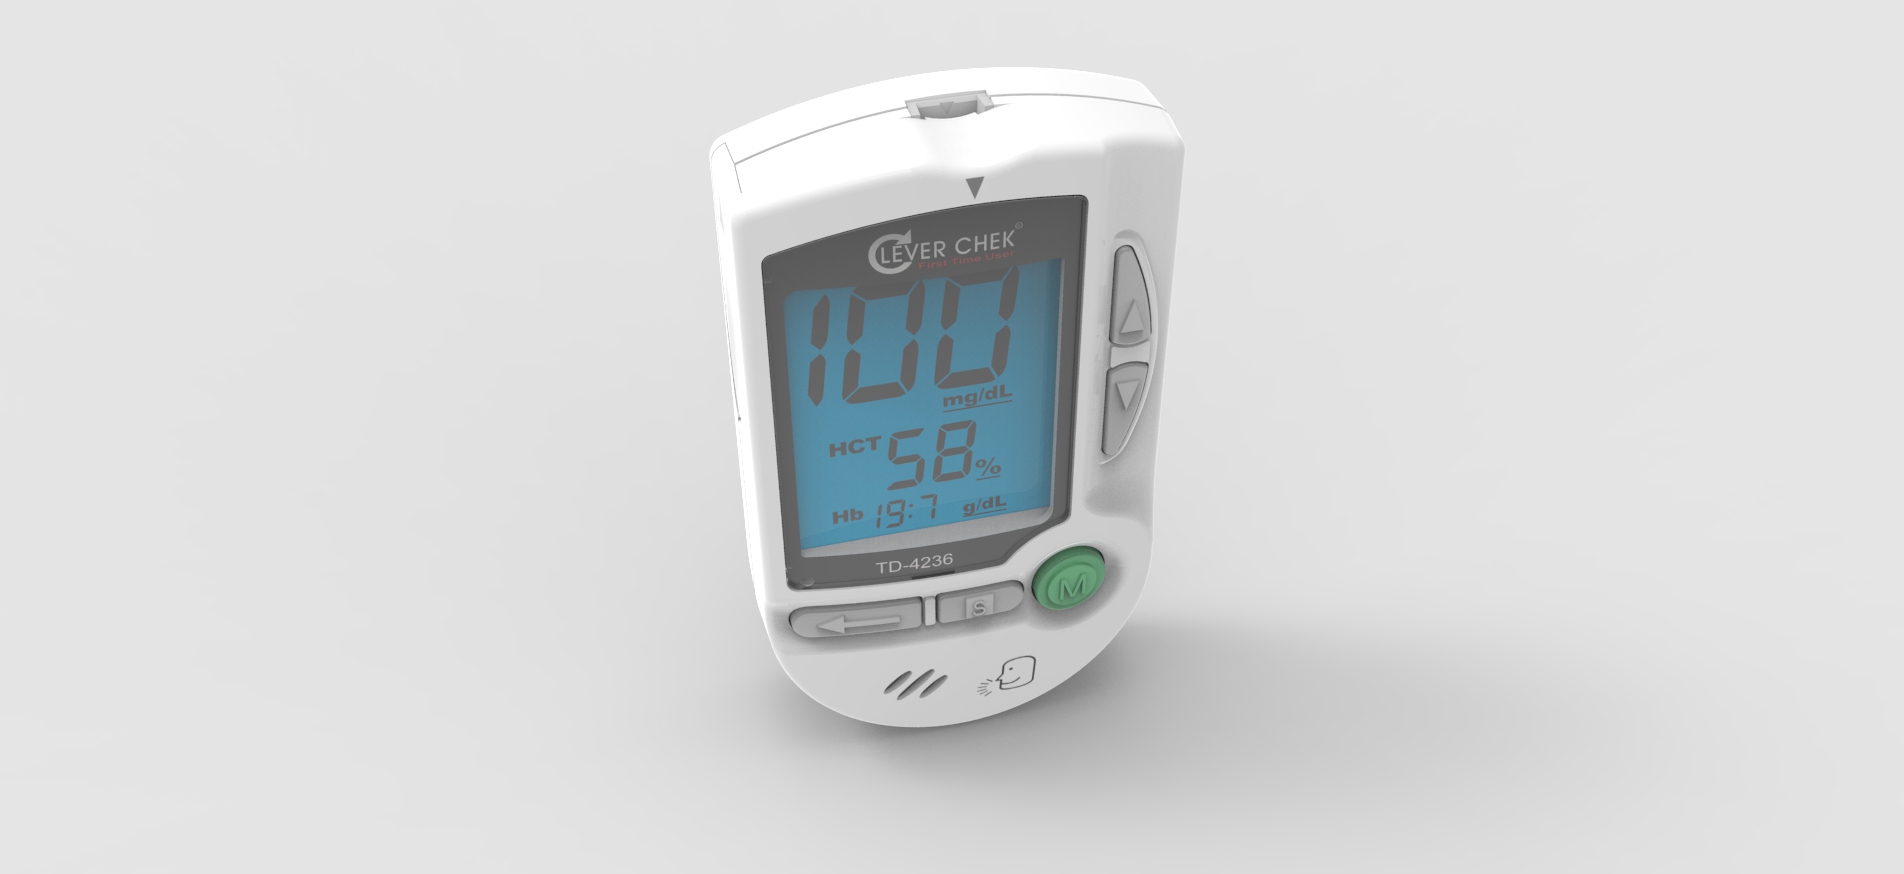 CLEVER CHEK®
First Time User
100
mg/dL
HCT 58 %
Hb 19:7 g/dL
TD-4236
S
M